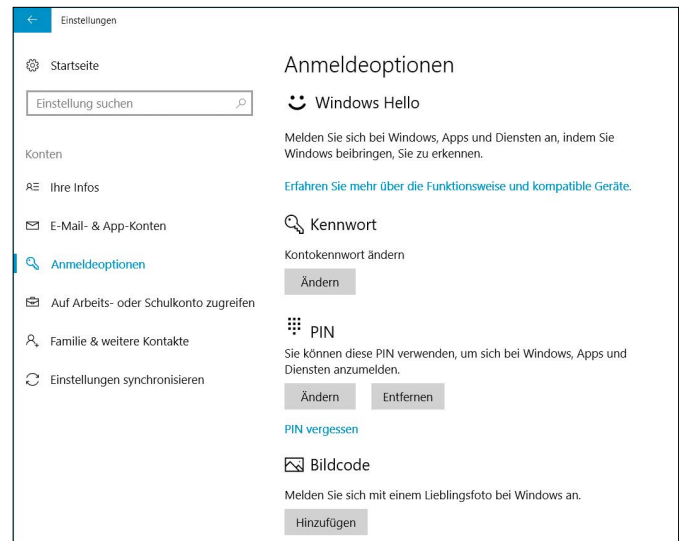 Einstellungen
Startseite
Einstellung suchen
Konten
Ihre Infos
E-Mail- & App-Konten
Anmeldeoptionen
Auf Arbeits- oder Schulkonto zugreifen
Familie & weitere Kontakte
Einstellungen synchronisieren
Anmeldeoptionen
Windows Hello
Melden Sie sich bei Windows, Apps und Diensten an, indem Sie
Windows beibringen, Sie zu erkennen.
Erfahren Sie mehr über die Funktionsweise und kompatible Geräte.
Kennwort
Kontokennwort ändern
Ändern
PIN
Sie können diese PIN verwenden, um sich bei Windows, Apps und
Diensten anzumelden.
Ändern Entfernen
PIN vergessen
Bildcode
Melden Sie sich mit einem Lieblingsfoto bei Windows an.
Hinzufügen